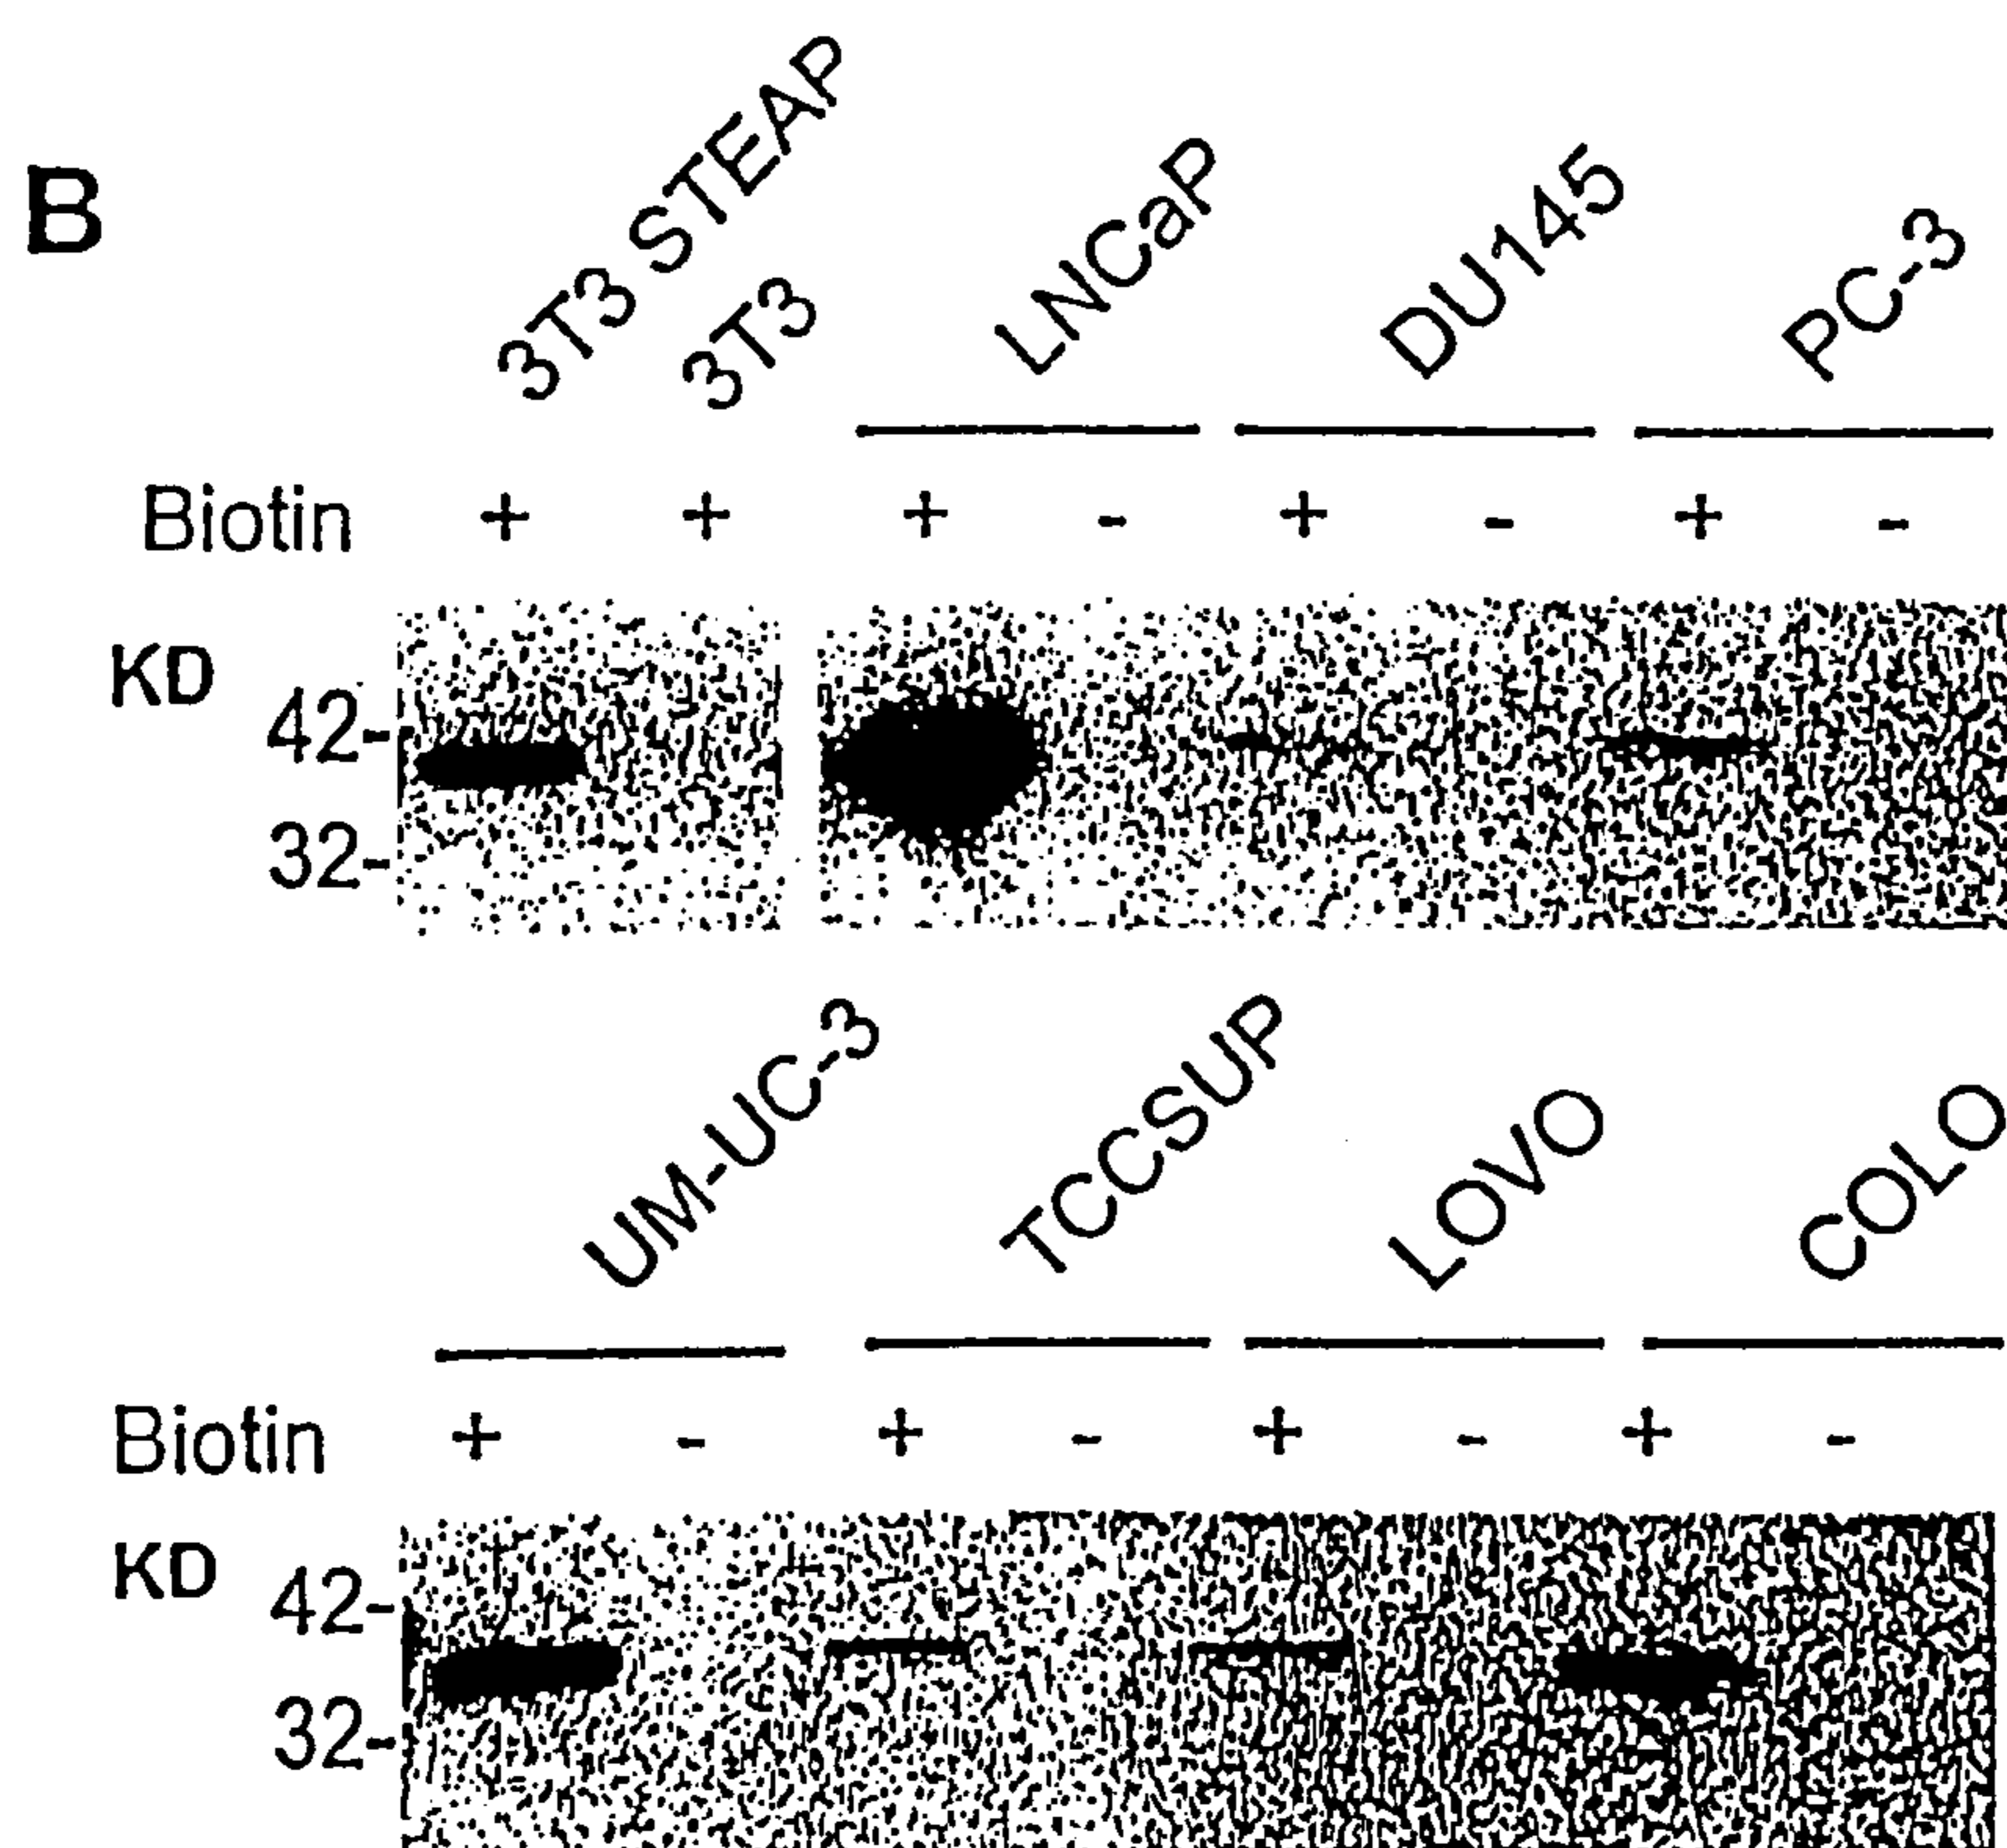 B
3T3 STEAP
3T3
LNCaP
DU145
PC-3
Biotin + + + - + - + -
KD
42-
32-
UM-UC-3
TCCSUP
LOVO
COLO
Biotin + - + - + - + -
KD
42-
32-